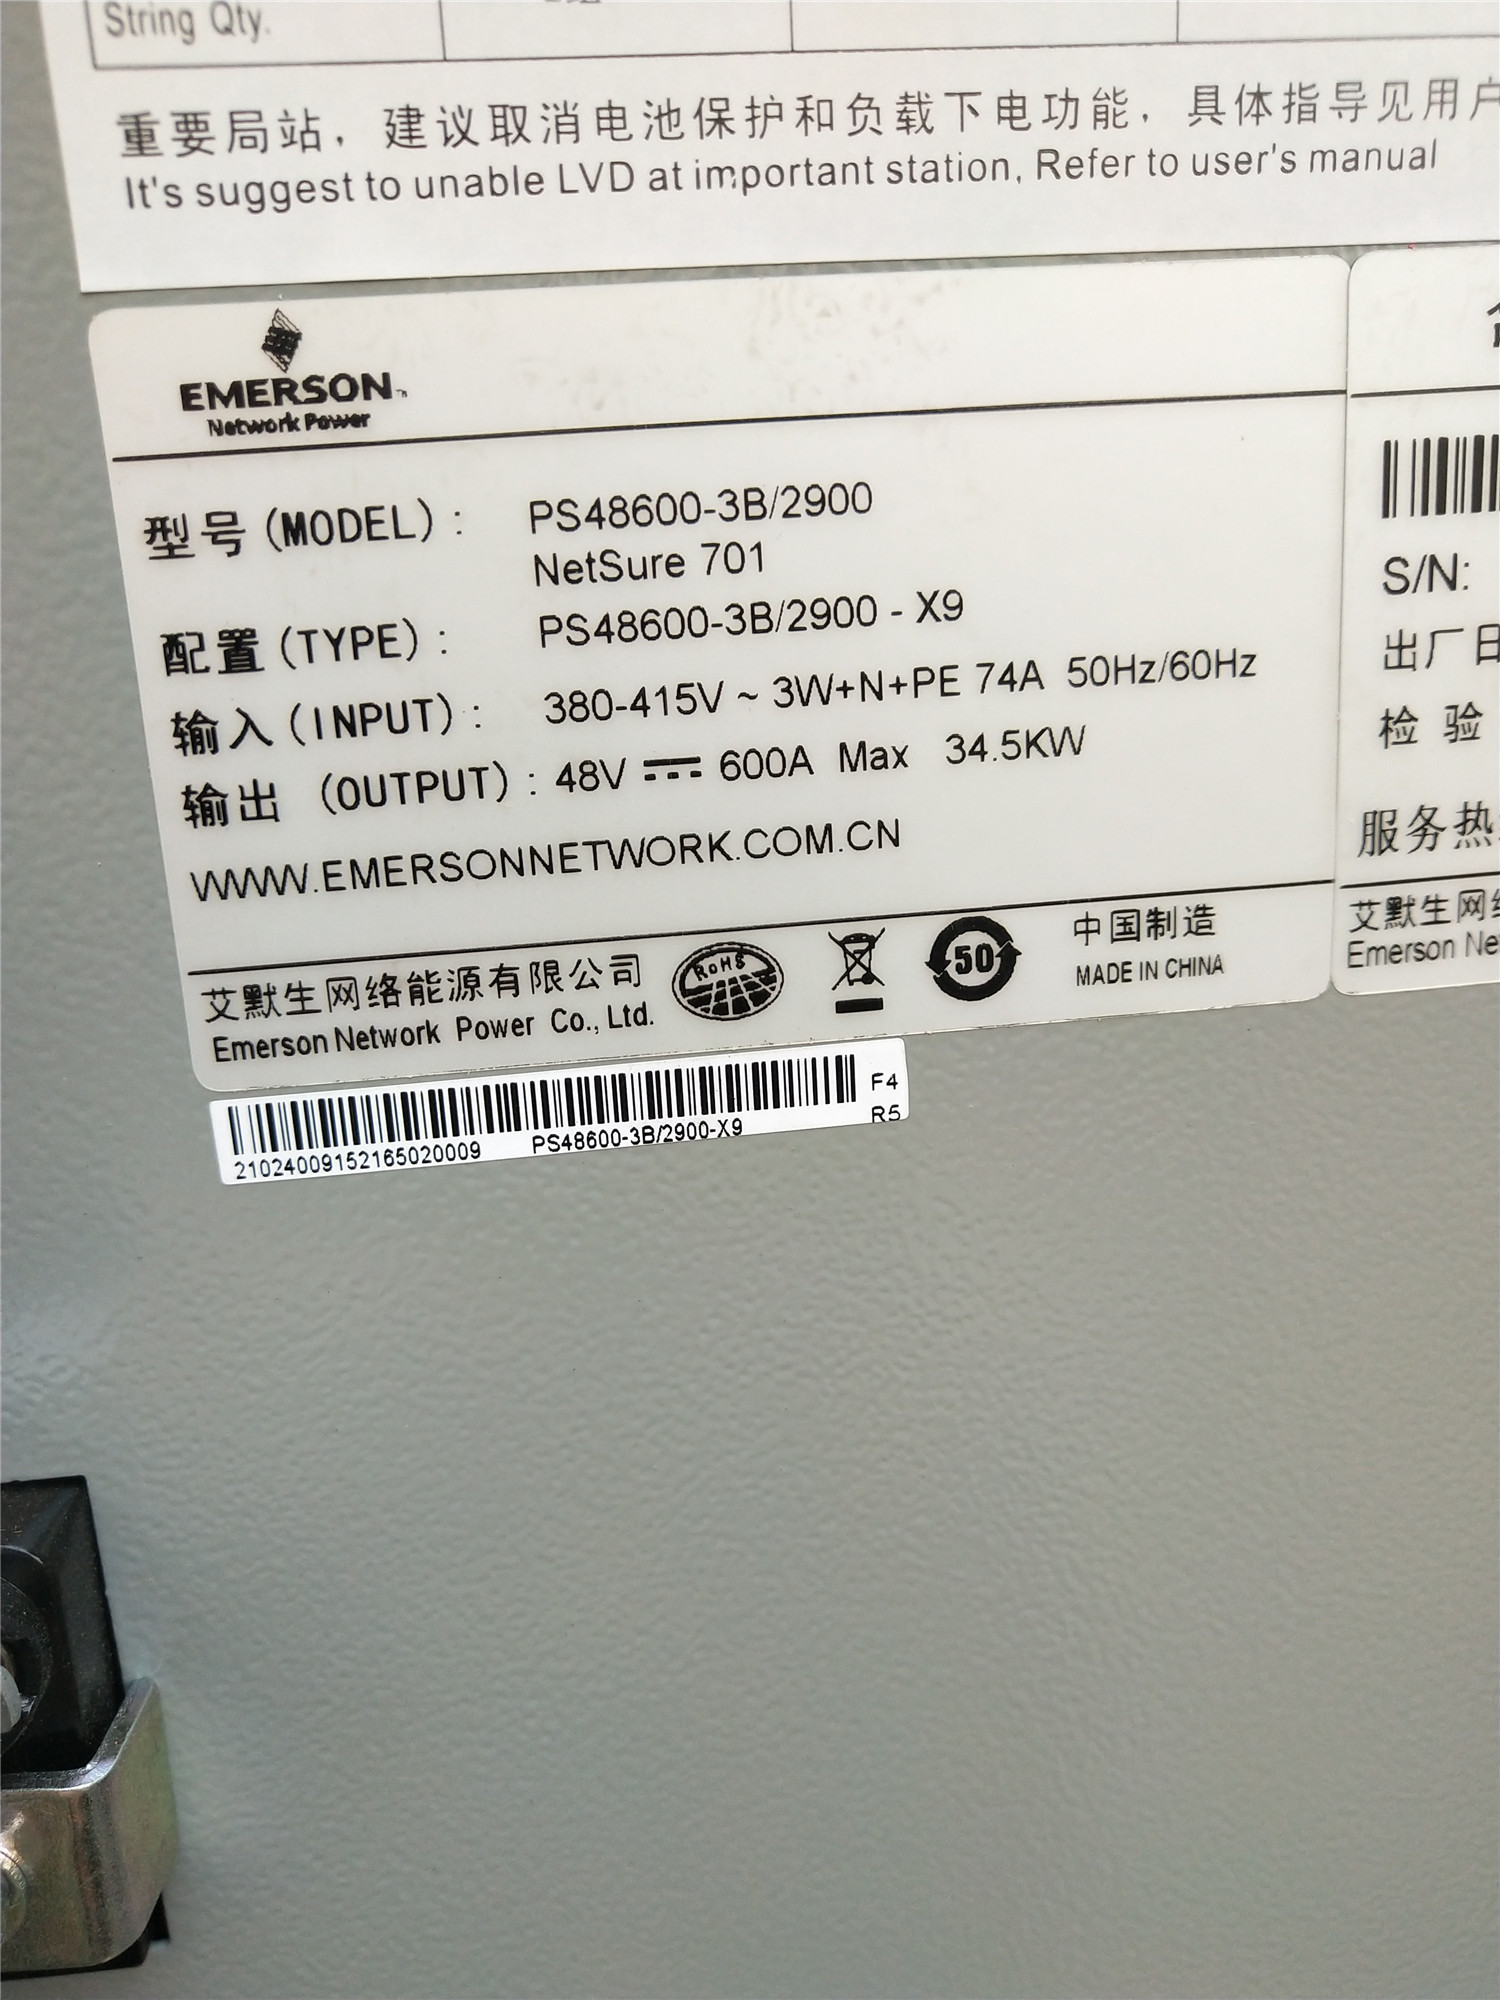 String Qty.
重要局站，建议取消电池保护和负载下电功能，具体指导见用户
It's suggest to unable LVD at important station, Refer to user's manual
EMERSON™
Network Power
型号(MODEL)： PS48600-3B/2900
NetSure 701
配置(TYPE)： PS48600-3B/2900 - X9
输入(INPUT)： 380-415V ~ 3W+N+PE 74A 50Hz/60Hz
输出 (OUTPUT)：48V ⎓ 600A Max 34.5KW
WWW.EMERSONNETWORK.COM.CN
艾默生网络能源有限公司
Emerson Network Power Co., Ltd.
RoHS
50
中国制造
MADE IN CHINA
S/N:
出厂日
检 验
服务热
艾默生网络
Emerson Ne
21024009152165020009 PS48600-3B/2900-X9
F4
R5